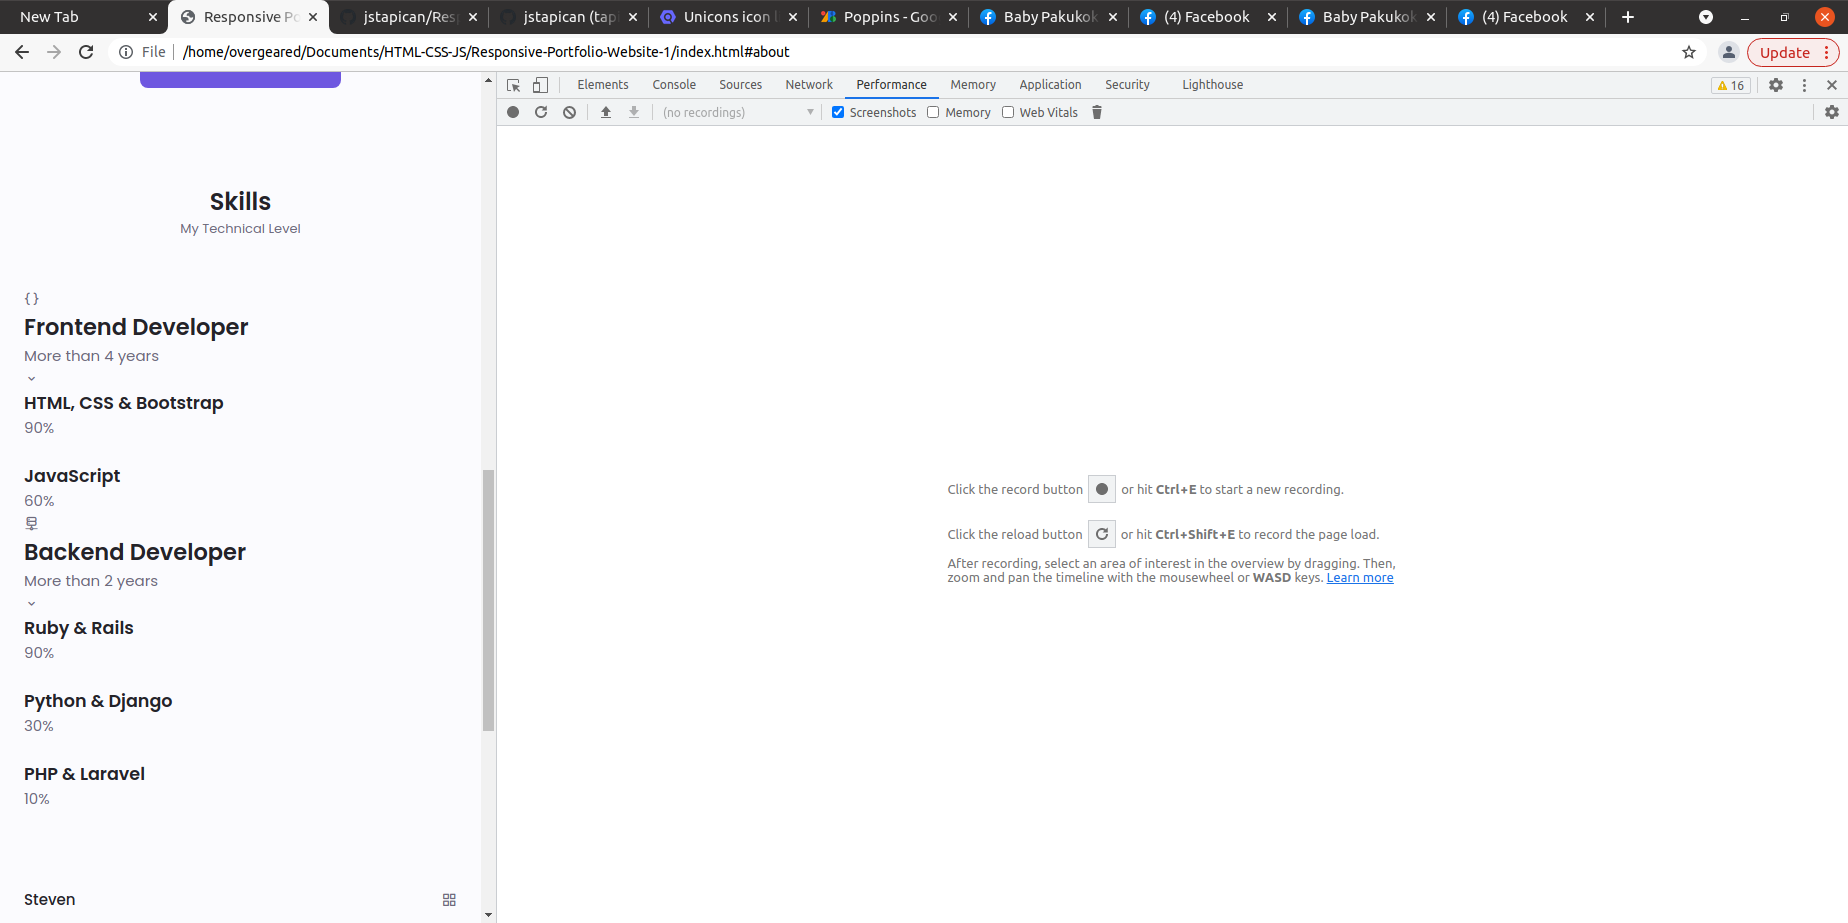 New Tab
Responsive Po
jstapican/Resp
jstapican (tap
Unicons icon l
Poppins - Goo
Baby Pakukok
(4) Facebook
Baby Pakukok
(4) Facebook
File
/home/overgeared/Documents/HTML-CSS-JS/Responsive-Portfolio-Website-1/index.html#about
Update
Elements
Console
Sources
Network
Performance
Memory
Application
Security
Lighthouse
16
(no recordings)
Screenshots
Memory
Web Vitals
Skills
My Technical Level
{ }
Frontend Developer
More than 4 years
HTML, CSS & Bootstrap
90%
JavaScript
60%
Backend Developer
More than 2 years
Ruby & Rails
90%
Python & Django
30%
PHP & Laravel
10%
Steven
Click the record button or hit Ctrl+E to start a new recording.
Click the reload button or hit Ctrl+Shift+E to record the page load.
After recording, select an area of interest in the overview by dragging. Then,
zoom and pan the timeline with the mousewheel or WASD keys. Learn more